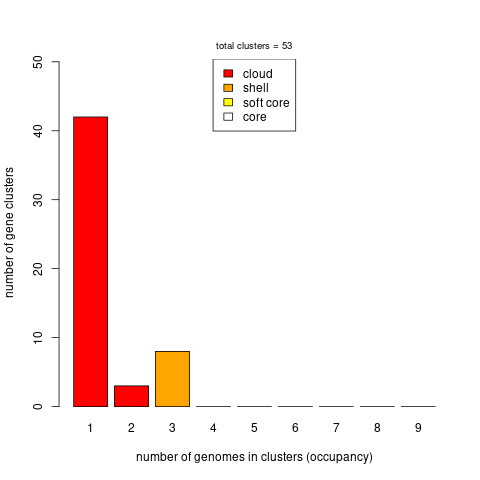 total clusters = 53
cloud
shell
soft core
core
number of gene clusters
50
40
30
20
10
0
1 2 3 4 5 6 7 8 9
number of genomes in clusters (occupancy)